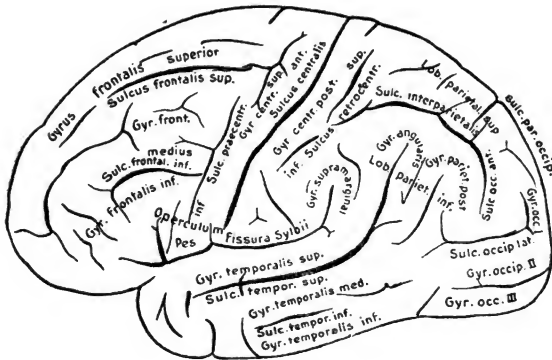 Gyrus frontalis superior
Sulcus frontalis sup.
Gyr. front.
medius
Sulc. frontal. inf.
Gyr. frontalis inf.
Operculum
Pes
Sulc. praecentr.
inf.
sup.
Gyr. centr. ant.
Sulcus centralis
Gyr. centr. post.
sup.
inf. Sulcus retrocentr.
Lob. parietal. sup
Sulc. interparietalis
Sulc. par. occip.
Gyr. angularis
Gyr. pariet. post
Lob. pariet. inf.
Gyr. supramarginal
Sulc occ. ant.
Gyr. occ. I
Fissura Sylvii
Sulc. occip lat.
Gyr. occip. II
Gyr. occ. III
Gyr. temporalis sup.
Sulc. tempor. sup.
Gyr. temporalis med.
Sulc. tempor. inf.
Gyr. temporalis inf.